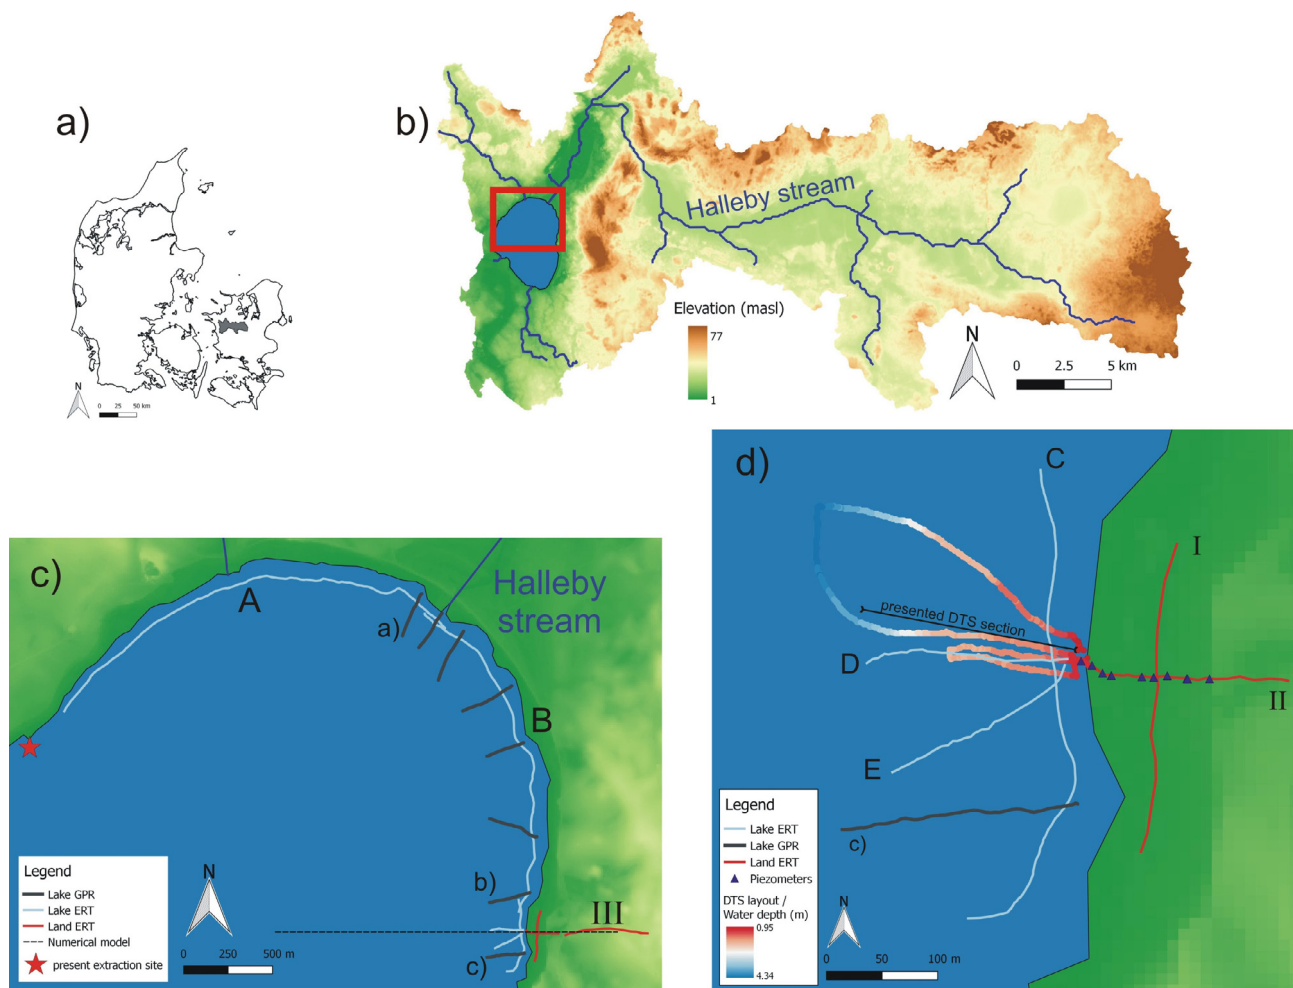 a)
N
0 25 50 km
b)
Halleby stream
Elevation (masl)
77
1
N
0 2.5 5 km
c)
A
Halleby
stream
a)
B
b)
III
c)
Legend
Lake GPR
Lake ERT
Land ERT
Numerical model
present extraction site
N
0 250 500 m
d)
C
I
presented DTS section
D
II
E
c)
Legend
Lake ERT
Lake GPR
Land ERT
Piezometers
DTS layout /
Water depth (m)
0.95
4.34
N
0 50 100 m